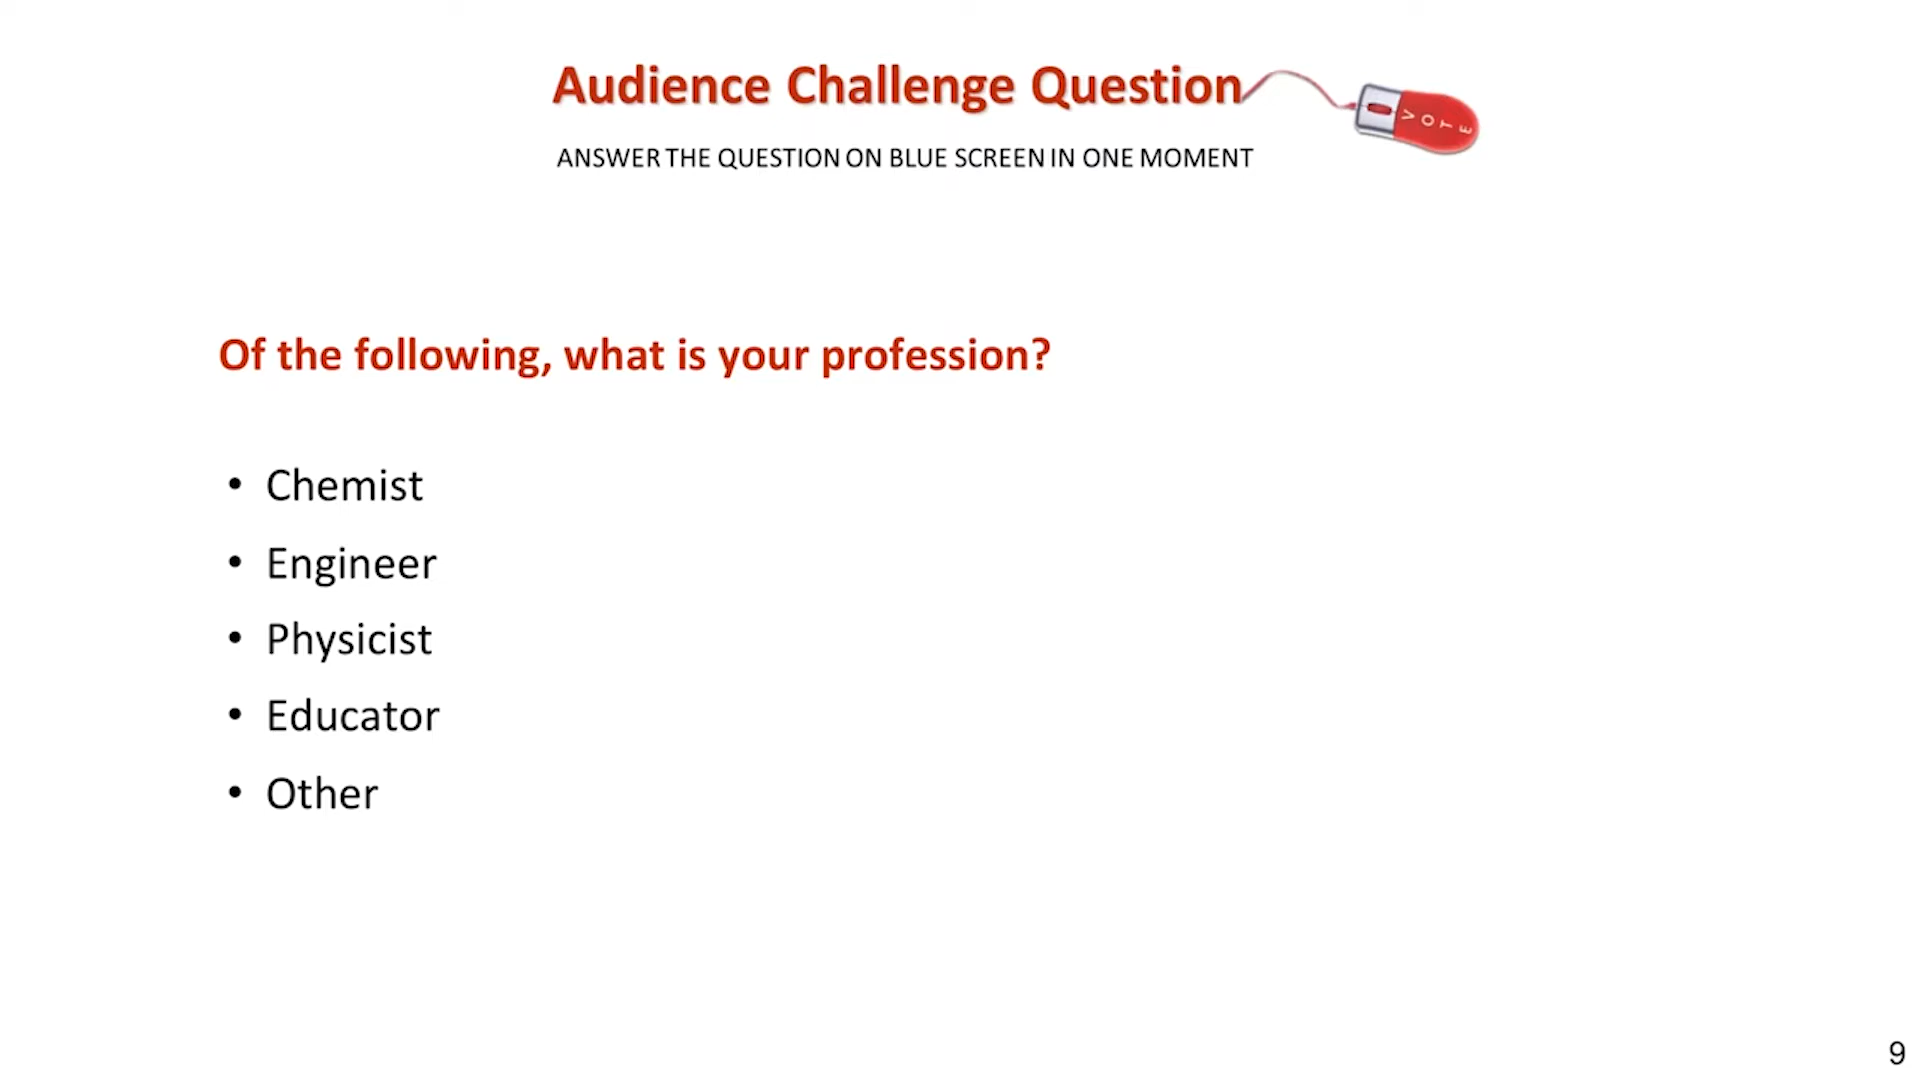 Audience Challenge Question
VOTE
ANSWER THE QUESTION ON BLUE SCREEN IN ONE MOMENT
Of the following, what is your profession?
• Chemist
• Engineer
• Physicist
• Educator
• Other
9